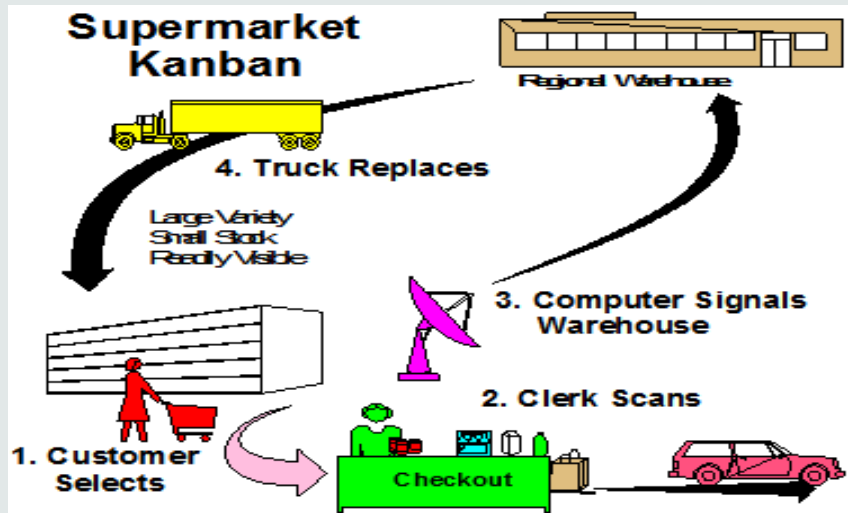 Supermarket
Kanban
Regional Warehouse
4. Truck Replaces
Large Variety
Small Stock
Readily Visible
3. Computer Signals
Warehouse
2. Clerk Scans
1. Customer
Selects
Checkout